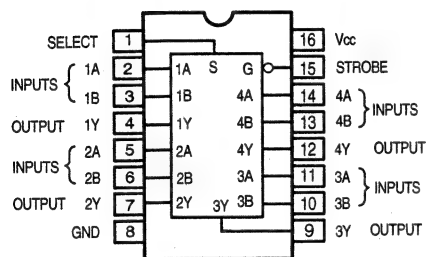 SELECT 1 16 Vcc
1A 2 1A S G 15 STROBE
INPUTS
1B 3 1B 4A 14 4A
INPUTS
OUTPUT 1Y 4 1Y 4B 13 4B
2A 5 2A 4Y 12 4Y OUTPUT
INPUTS
2B 6 2B 3A 11 3A
INPUTS
OUTPUT 2Y 7 2Y 3Y 3B 10 3B
GND 8 9 3Y OUTPUT